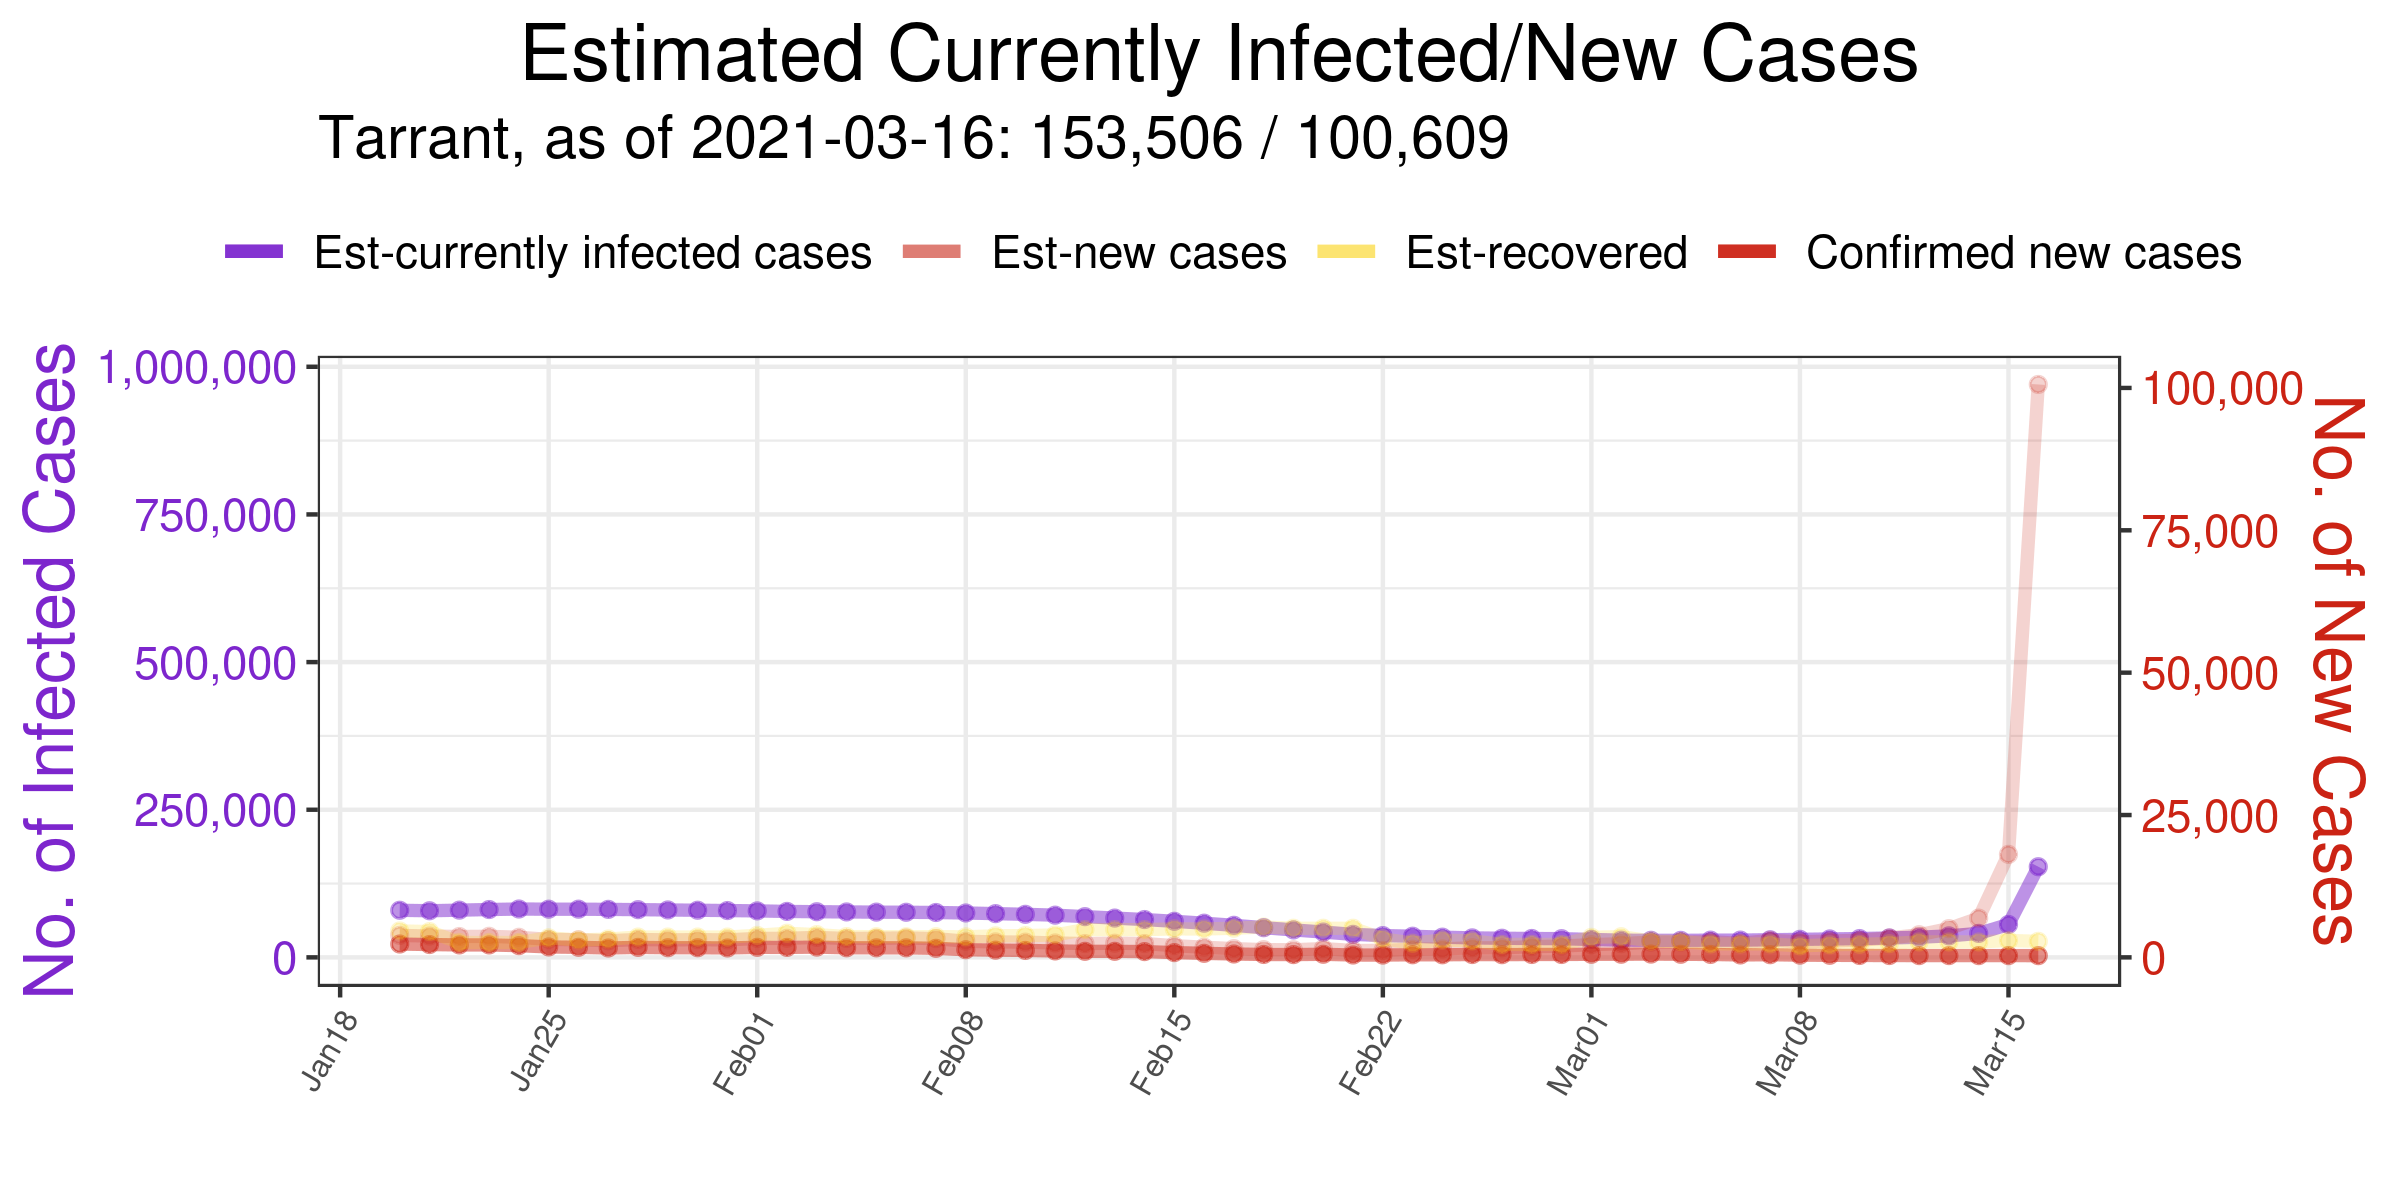 Estimated Currently Infected/New Cases
Tarrant, as of 2021-03-16: 153,506 / 100,609
Est-currently infected cases Est-new cases Est-recovered Confirmed new cases
No. of Infected Cases
1,000,000
750,000
500,000
250,000
0
100,000
75,000
50,000
25,000
0
No. of New Cases
Jan18 Jan25 Feb01 Feb08 Feb15 Feb22 Mar01 Mar08 Mar15